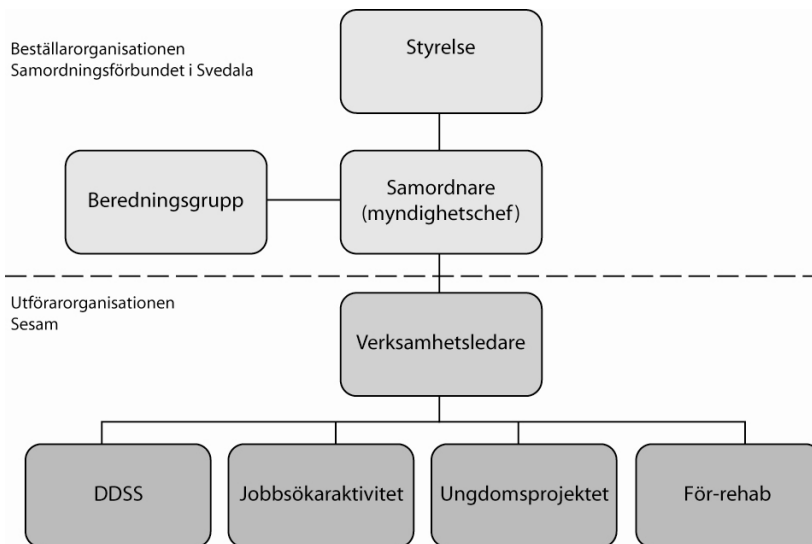 Beställarorganisationen
Samordningsförbundet i Svedala
Styrelse
Beredningsgrupp
Samordnare
(myndighetschef)
Utförarorganisationen
Sesam
Verksamhetsledare
DDSS
Jobbsökaraktivitet
Ungdomsprojektet
För-rehab